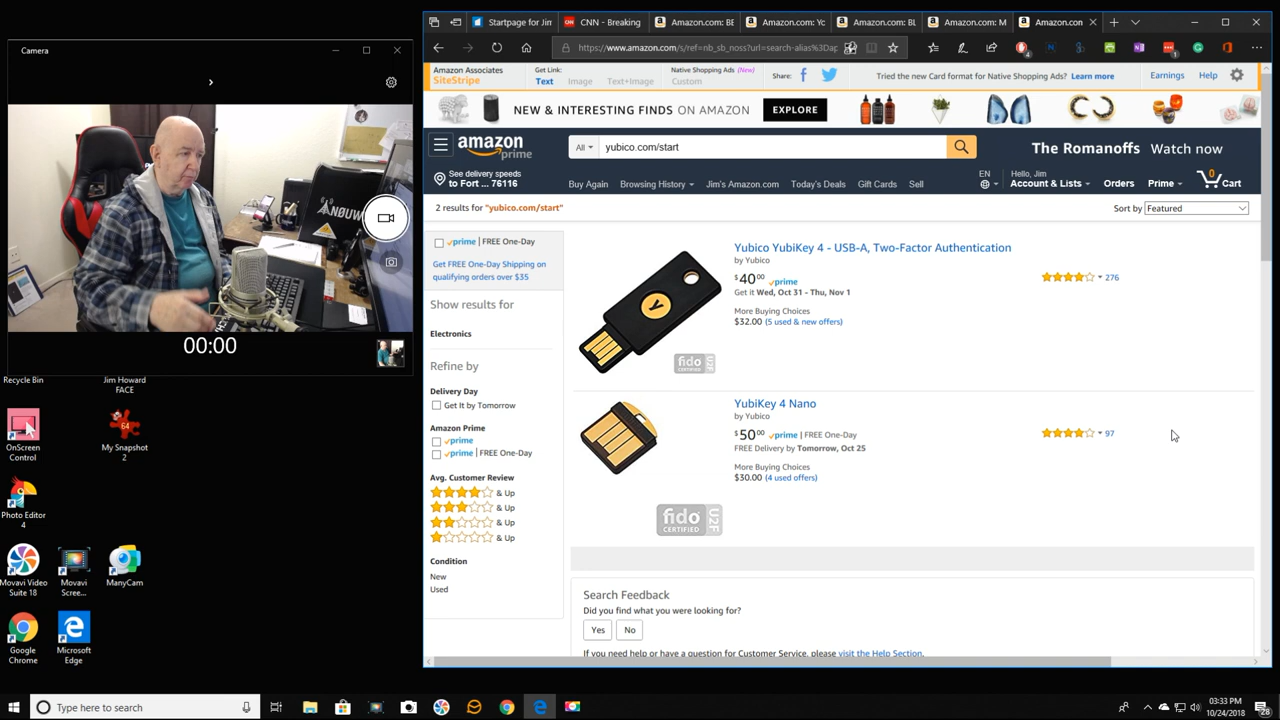 Camera
00:00
Recycle Bin
Jim Howard FACE
OnScreen Control
64
My Snapshot 2
Photo Editor 4
Movavi Video Suite 18
Movavi Scree...
ManyCam
Google Chrome
Microsoft Edge
Startpage for Jim
CNN - Breaking
Amazon.com: BE
Amazon.com: Yo
Amazon.com: BL
Amazon.com: M
Amazon.con
https://www.amazon.com/s/ref=nb_sb_noss?url=search-alias%3Dap
Amazon Associates
SiteStripe
Get Link:
Text Image Text+Image
Native Shopping Ads (New)
Custom
Share:
Tried the new Card format for Native Shopping Ads? Learn more
Earnings
Help
NEW & INTERESTING FINDS ON AMAZON
EXPLORE
amazon
prime
All
yubico.com/start
The Romanoffs Watch now
See delivery speeds
to Fort ... 76116
Buy Again
Browsing History
Jim's Amazon.com
Today's Deals
Gift Cards
Sell
EN
Hello, Jim
Account & Lists
Orders
Prime
0
Cart
2 results for "yubico.com/start"
Sort by Featured
prime | FREE One-Day
Get FREE One-Day Shipping on
qualifying orders over $35
Show results for
Electronics
Refine by
Delivery Day
Get It by Tomorrow
Amazon Prime
prime
prime | FREE One-Day
Avg. Customer Review
& Up
& Up
& Up
& Up
Condition
New
Used
Y
fido
CERTIFIED
U2F
Yubico YubiKey 4 - USB-A, Two-Factor Authentication
by Yubico
$40⁰⁰ prime
Get it Wed, Oct 31 - Thu, Nov 1
More Buying Choices
$32.00 (5 used & new offers)
276
fido
CERTIFIED
U2F
YubiKey 4 Nano
by Yubico
$50⁰⁰ prime | FREE One-Day
FREE Delivery by Tomorrow, Oct 25
More Buying Choices
$30.00 (4 used offers)
97
Search Feedback
Did you find what you were looking for?
Yes
No
If you need help or have a question for Customer Service, please visit the Help Section.
Type here to search
03:33 PM
10/24/2018
28